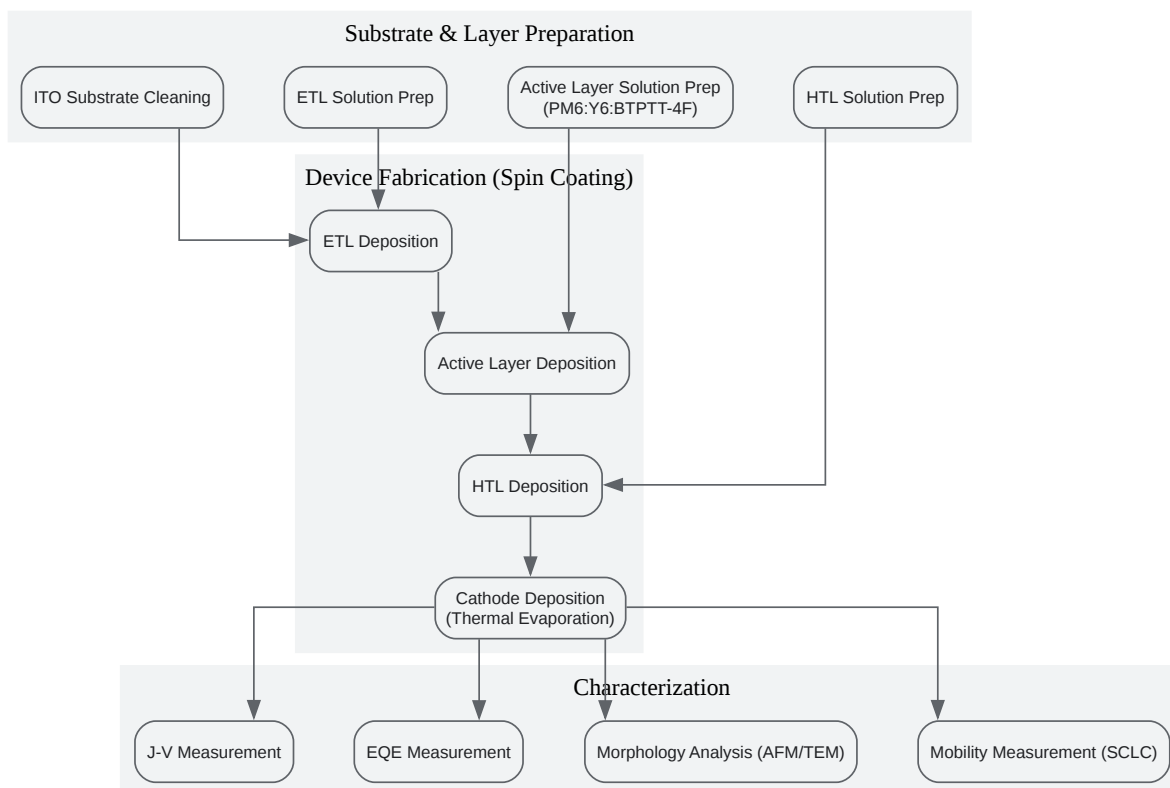 Substrate & Layer Preparation
ITO Substrate Cleaning
ETL Solution Prep
Active Layer Solution Prep
(PM6:Y6:BTPTT-4F)
HTL Solution Prep
Device Fabrication (Spin Coating)
ETL Deposition
Active Layer Deposition
HTL Deposition
Cathode Deposition
(Thermal Evaporation)
Characterization
J-V Measurement
EQE Measurement
Morphology Analysis (AFM/TEM)
Mobility Measurement (SCLC)